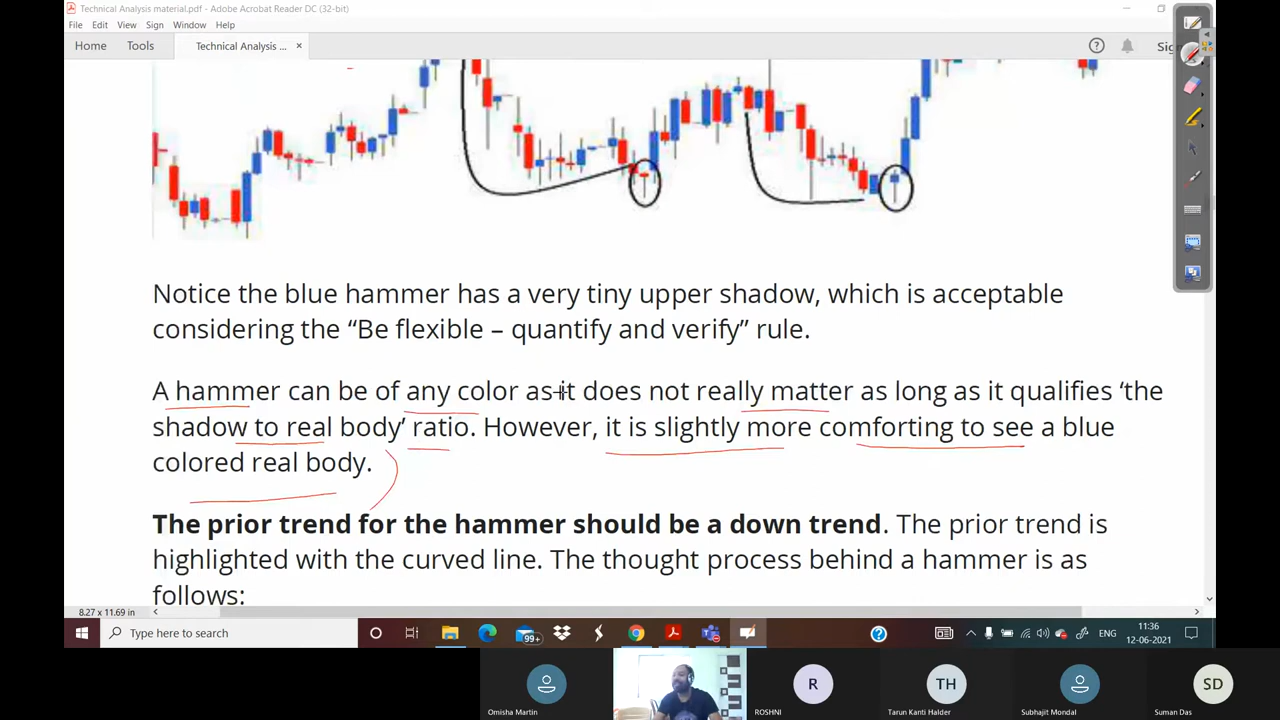 Technical Analysis material.pdf - Adobe Acrobat Reader DC (32-bit)
File Edit View Sign Window Help
Home Tools Technical Analysis ... ×
Notice the blue hammer has a very tiny upper shadow, which is acceptable
considering the “Be flexible – quantify and verify” rule.
A hammer can be of any color as it does not really matter as long as it qualifies ‘the
shadow to real body’ ratio. However, it is slightly more comforting to see a blue
colored real body.
The prior trend for the hammer should be a down trend. The prior trend is
highlighted with the curved line. The thought process behind a hammer is as
follows:
8.27 x 11.69 in
Type here to search
99+
ENG
11:36
12-06-2021
R
TH
SD
Omisha Martin
ROSHNI
Tarun Kanti Halder
Subhajit Mondal
Suman Das